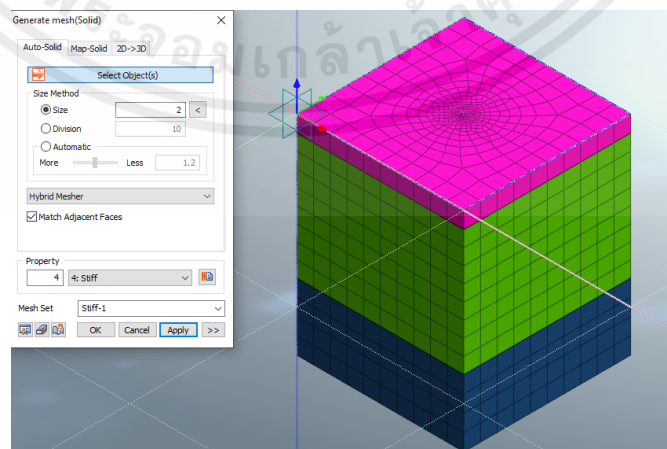 Generate mesh(Solid)
Auto-Solid Map-Solid 2D->3D
Select Object(s)
Size Method
Size 2 <
Division 10
Automatic
More Less 1.2
Hybrid Mesher
Match Adjacent Faces
Property
4 4: Stiff
Mesh Set Stiff-1
OK Cancel Apply >>